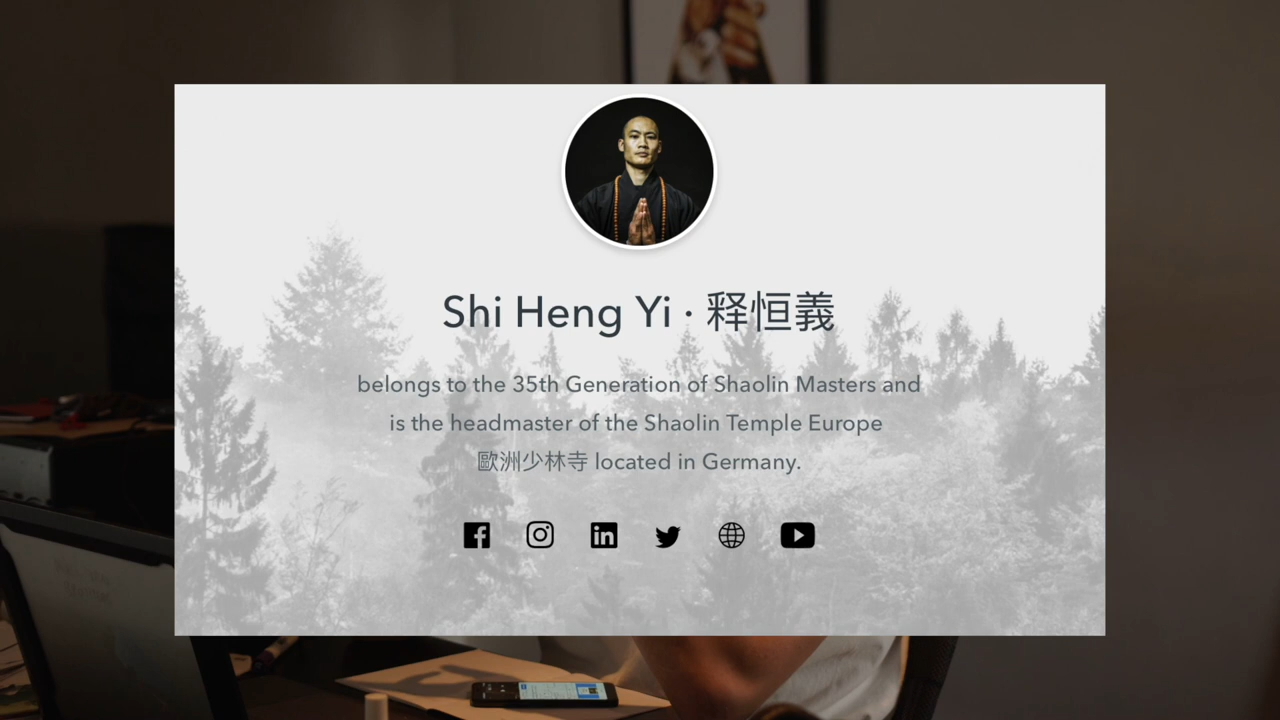 Shi Heng Yi · 释恒義
belongs to the 35th Generation of Shaolin Masters and
is the headmaster of the Shaolin Temple Europe
歐洲少林寺 located in Germany.